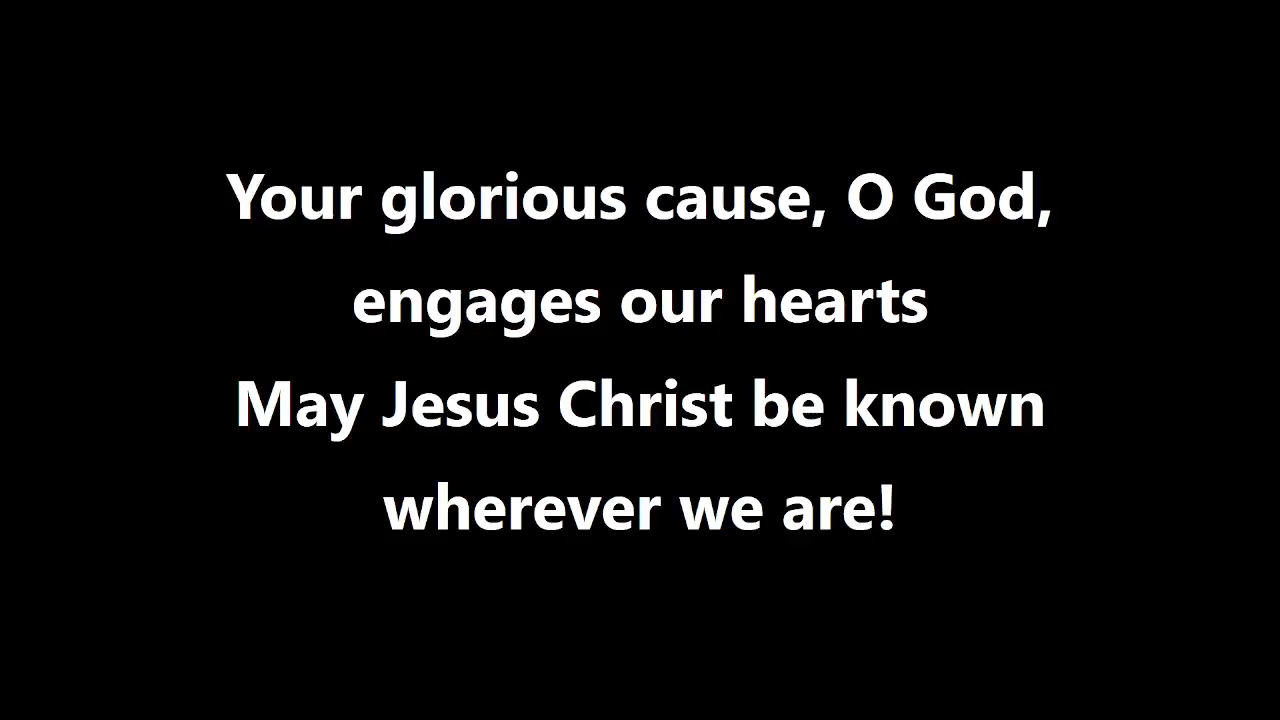 Your glorious cause, O God,
engages our hearts
May Jesus Christ be known
wherever we are!